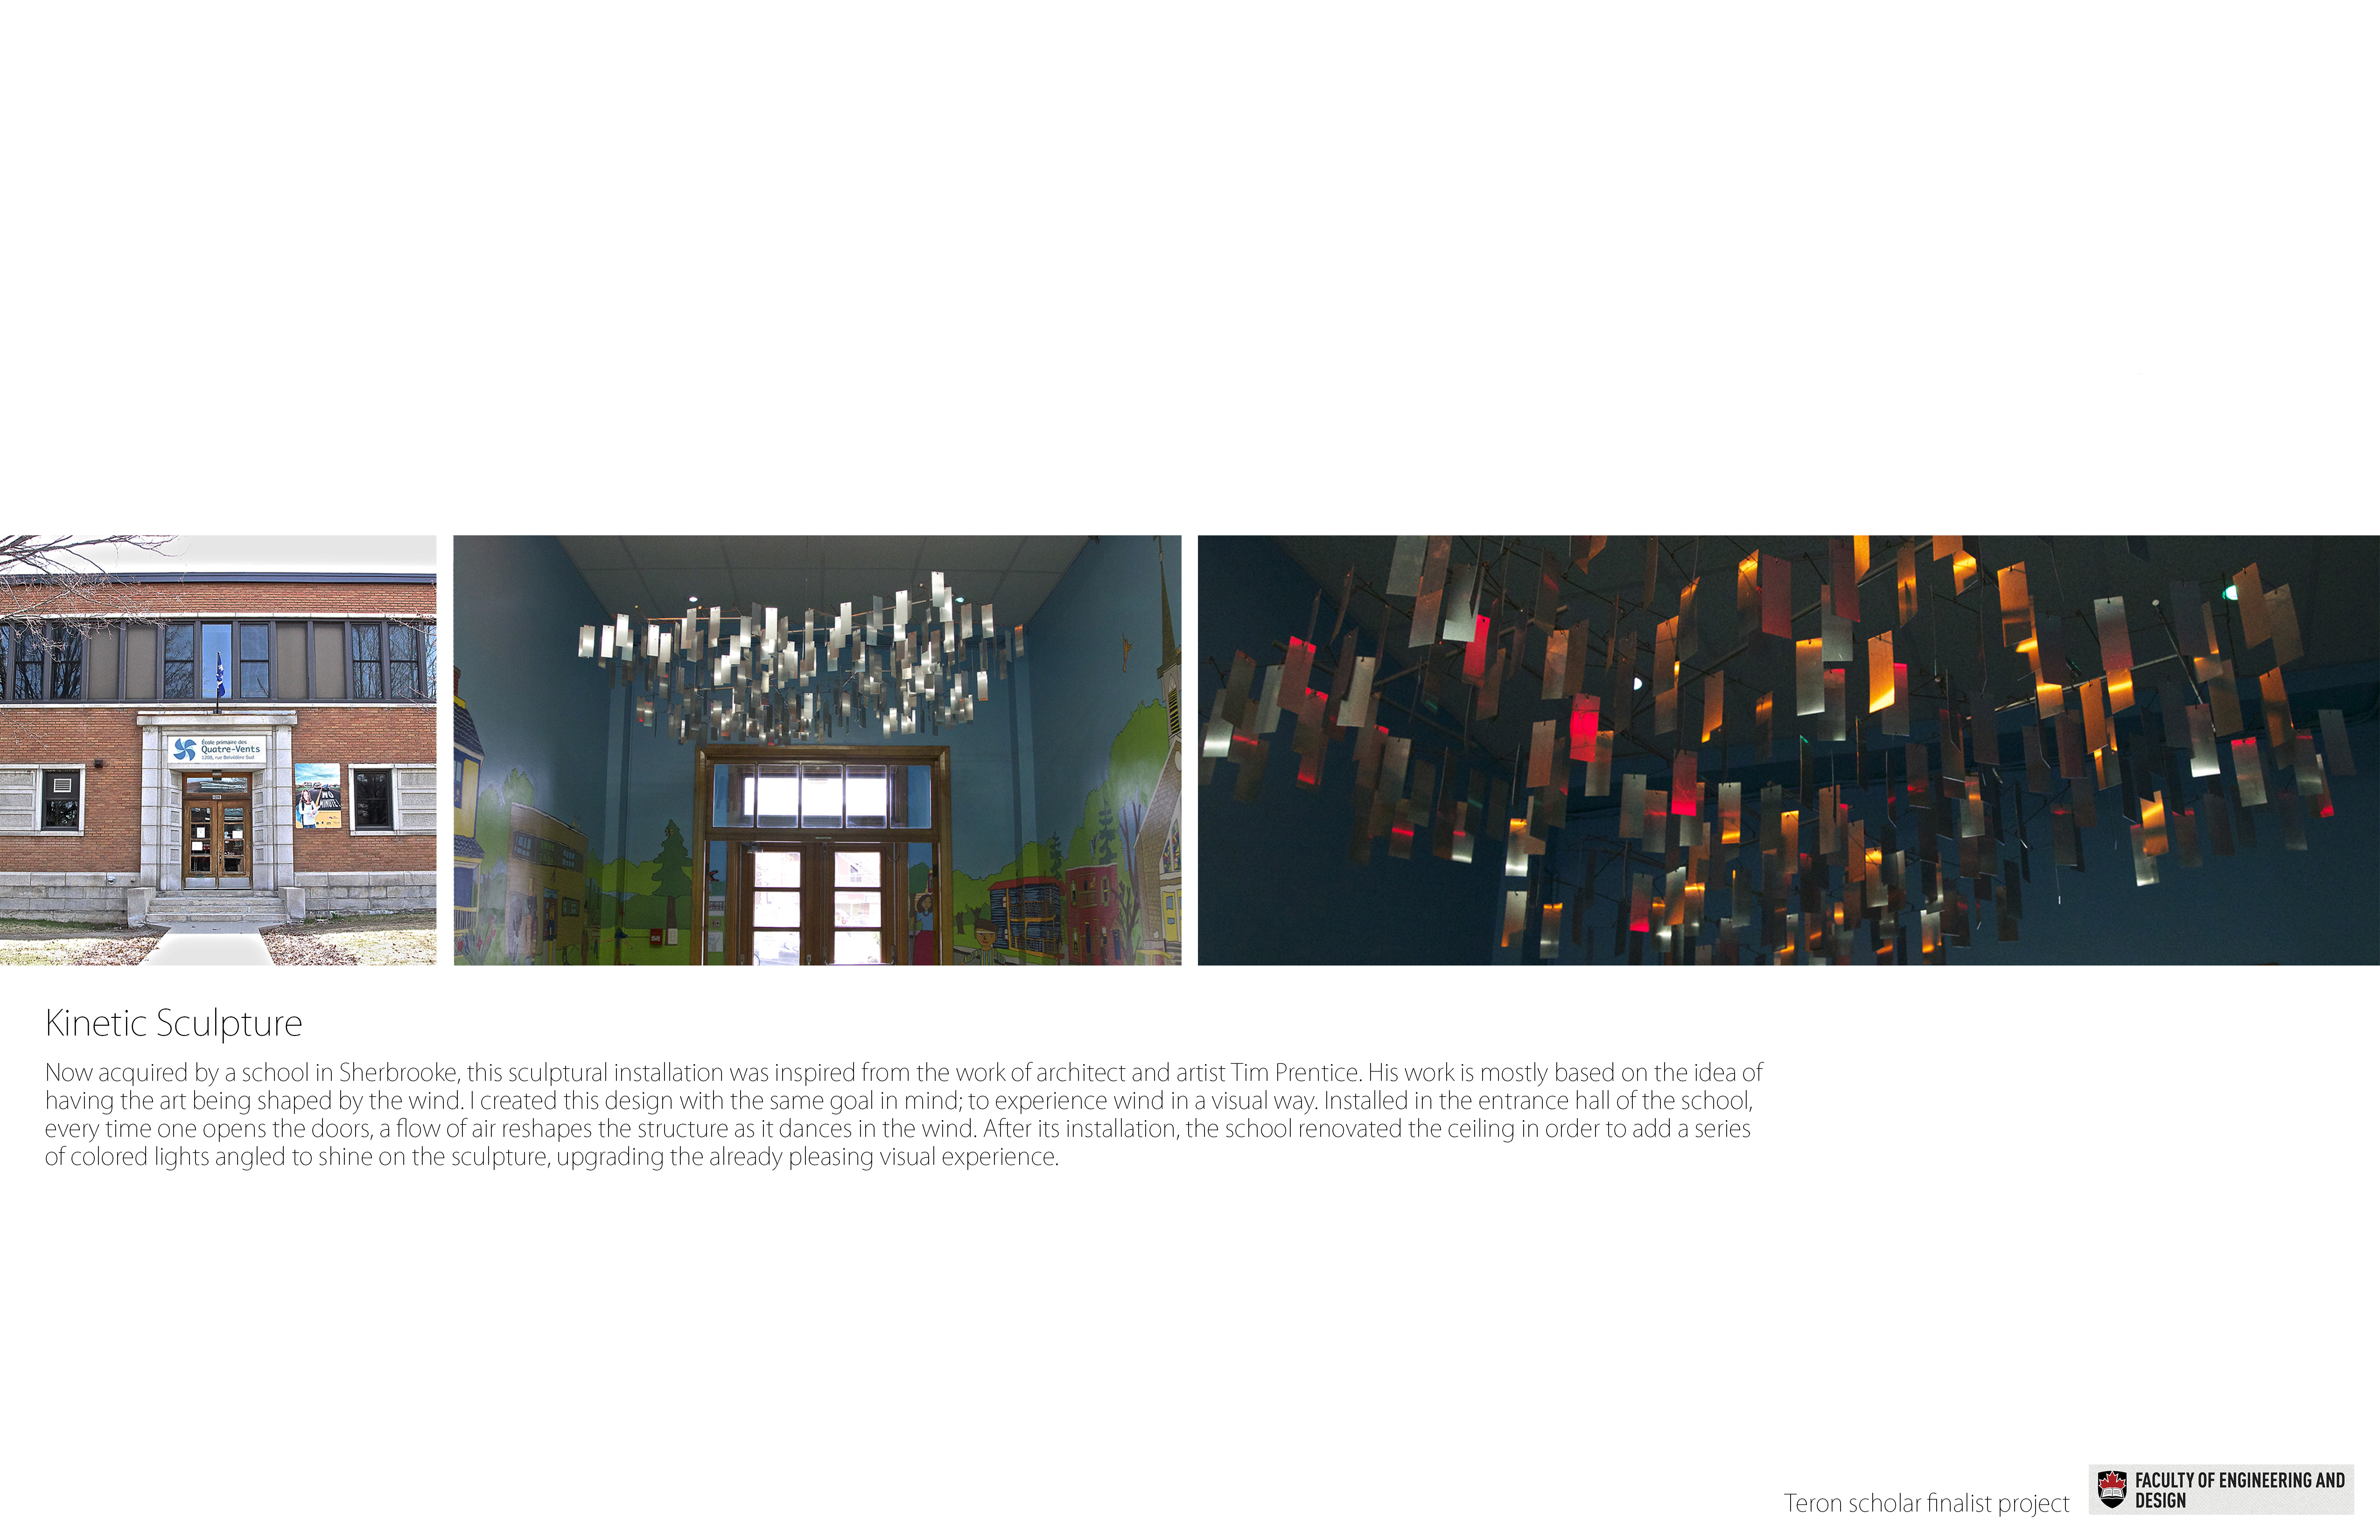 École primaire des
Quatre-Vents
1208, rue Belvédère Sud
Kinetic Sculpture
Now acquired by a school in Sherbrooke, this sculptural installation was inspired from the work of architect and artist Tim Prentice. His work is mostly based on the idea of
having the art being shaped by the wind. I created this design with the same goal in mind; to experience wind in a visual way. Installed in the entrance hall of the school,
every time one opens the doors, a flow of air reshapes the structure as it dances in the wind. After its installation, the school renovated the ceiling in order to add a series
of colored lights angled to shine on the sculpture, upgrading the already pleasing visual experience.
Teron scholar finalist project
FACULTY OF ENGINEERING AND
DESIGN